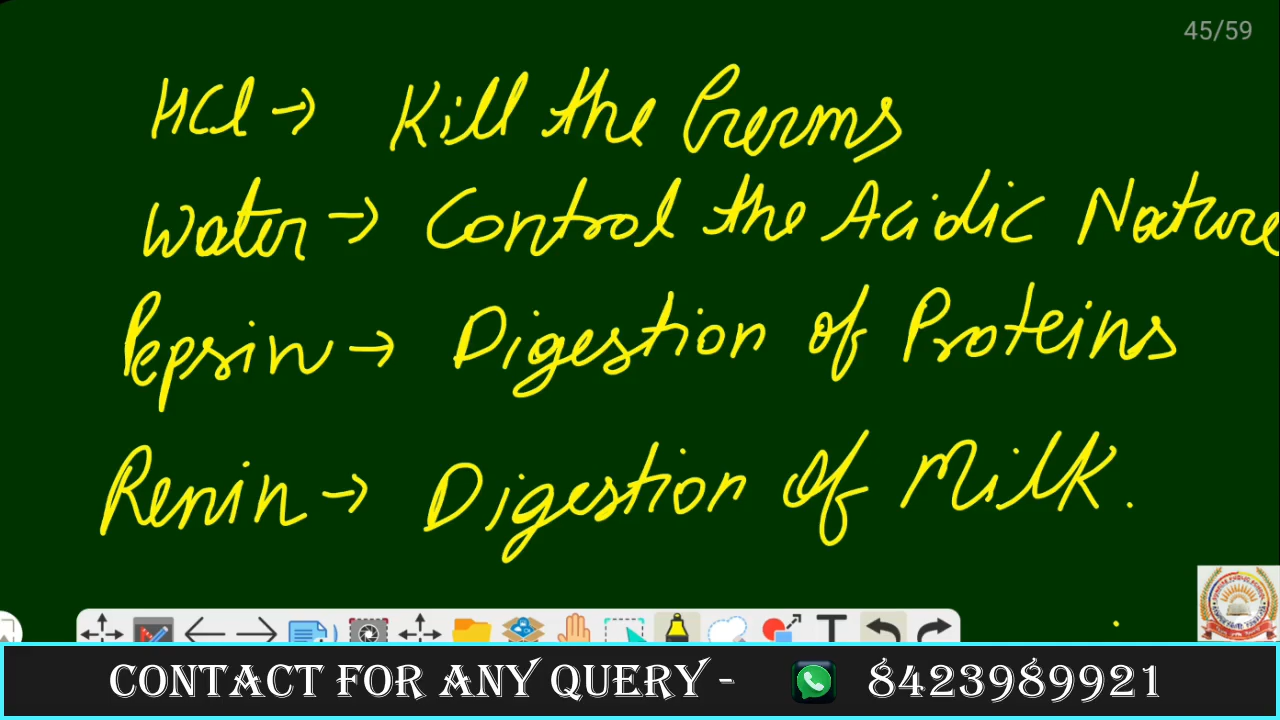 45/59
HCl → Kill the Germs
Water → Control the Acidic Nature
Pepsin → Digestion of Proteins
Renin → Digestion of Milk.
T
CONTACT FOR ANY QUERY - 8423989921